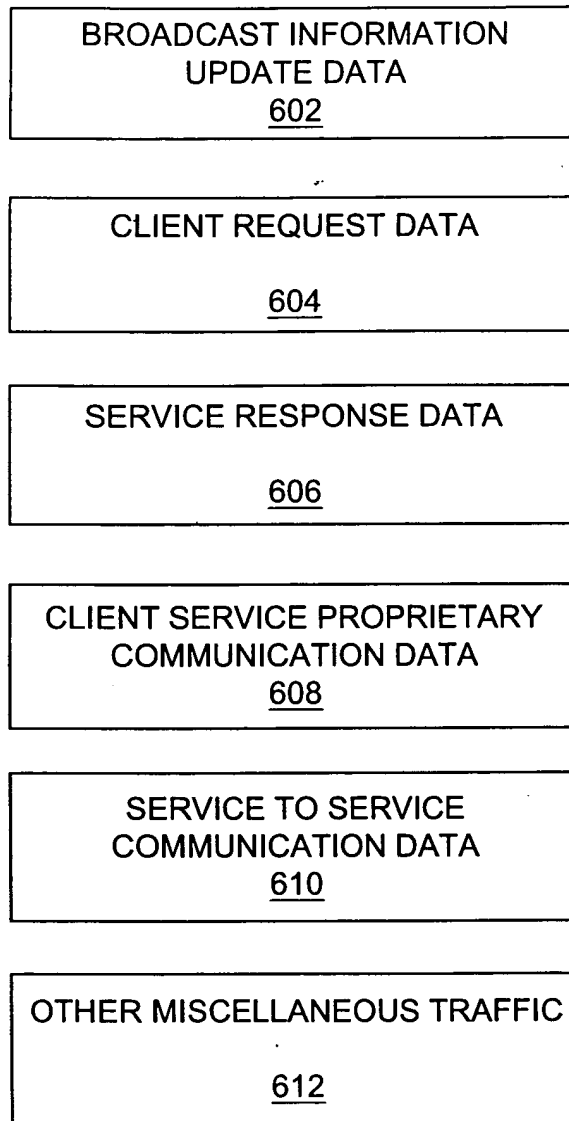 BROADCAST INFORMATION
UPDATE DATA
602
CLIENT REQUEST DATA
604
SERVICE RESPONSE DATA
606
CLIENT SERVICE PROPRIETARY
COMMUNICATION DATA
608
SERVICE TO SERVICE
COMMUNICATION DATA
610
OTHER MISCELLANEOUS TRAFFIC
612